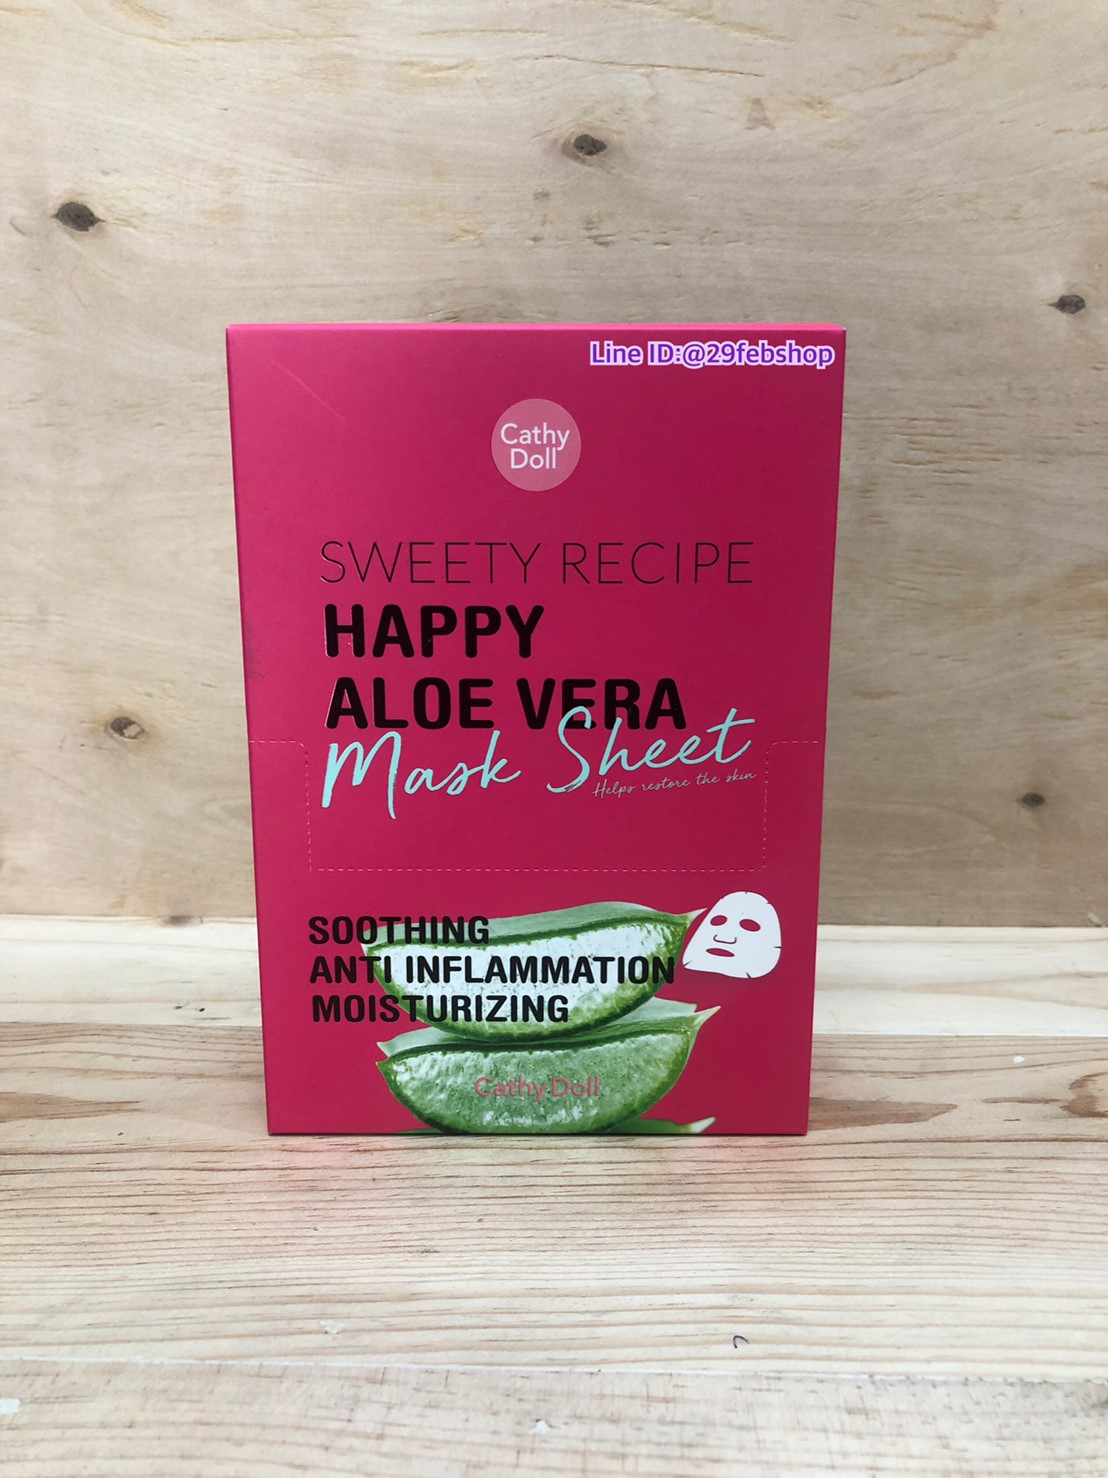 Line ID:@29febshop
Cathy
Doll
SWEETY RECIPE
HAPPY
ALOE VERA
Mask Sheet
Helps restore the skin
SOOTHING
ANTI INFLAMMATION
MOISTURIZING
Cathy Doll